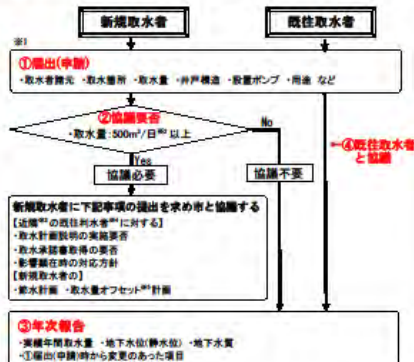 新規取水者
既往取水者
※1
①届出(申請)
・取水者諸元 ・取水箇所 ・取水量 ・井戸構造 ・設置ポンプ ・用途 など
②協議要否
・取水量:500m³/日※²以上
No
Yes
④既往取水者
と協議
協議必要
協議不要
新規取水者に下記事項の提出を求め市と協議する
【近隣※³の既往利水者※⁴に対する】
・取水計画説明の実施要否
・取水承諾書取得の要否
・影響顕在時の対応方針
【新規取水者の】
・節水計画 ・取水量オフセット※⁵計画
③年次報告
・実績年間取水量 ・地下水位(静水位) ・地下水質
・①届出(申請)時から変更のあった項目